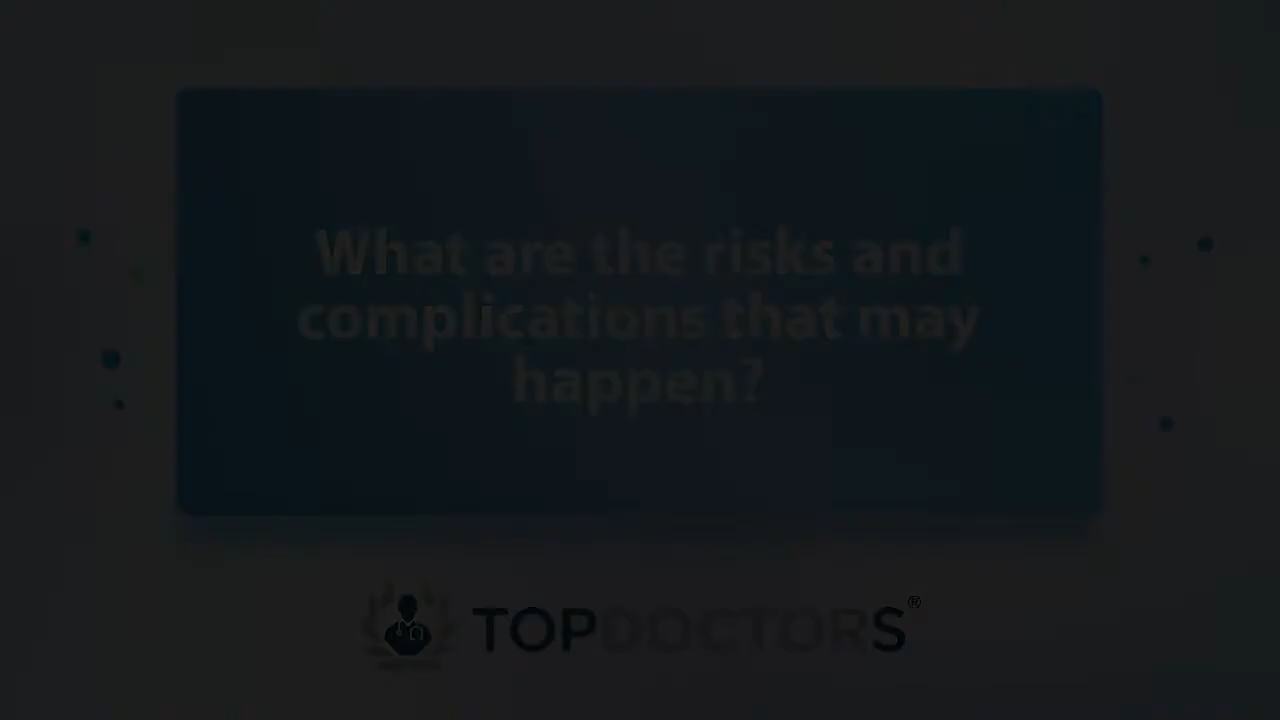 What are the risks and
complications that may
happen?
TOPDOCTORS®